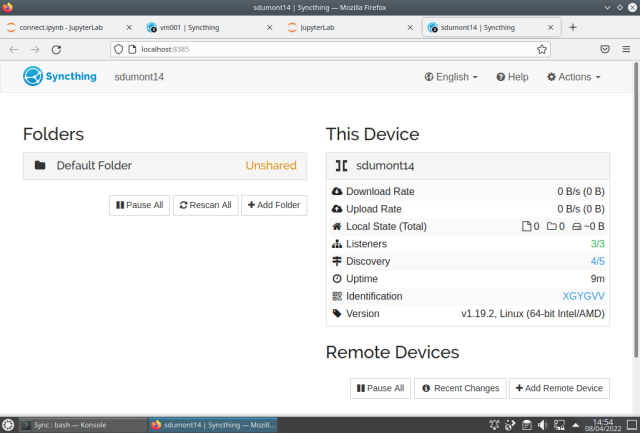 sdumont14 | Syncthing — Mozilla Firefox
connect.ipynb - JupyterLab
vm001 | Syncthing
JupyterLab
sdumont14 | Syncthing
localhost:8385
Syncthing
sdumont14
English
Help
Actions
Folders
Default Folder
Unshared
Pause All
Rescan All
Add Folder
This Device
sdumont14
Download Rate 0 B/s (0 B)
Upload Rate 0 B/s (0 B)
Local State (Total) 0 0 ~0 B
Listeners 3/3
Discovery 4/5
Uptime 9m
Identification XGYGVV
Version v1.19.2, Linux (64-bit Intel/AMD)
Remote Devices
Pause All
Recent Changes
Add Remote Device
Sync : bash — Konsole
sdumont14 | Syncthing — Mozill...
14:54
08/04/2022